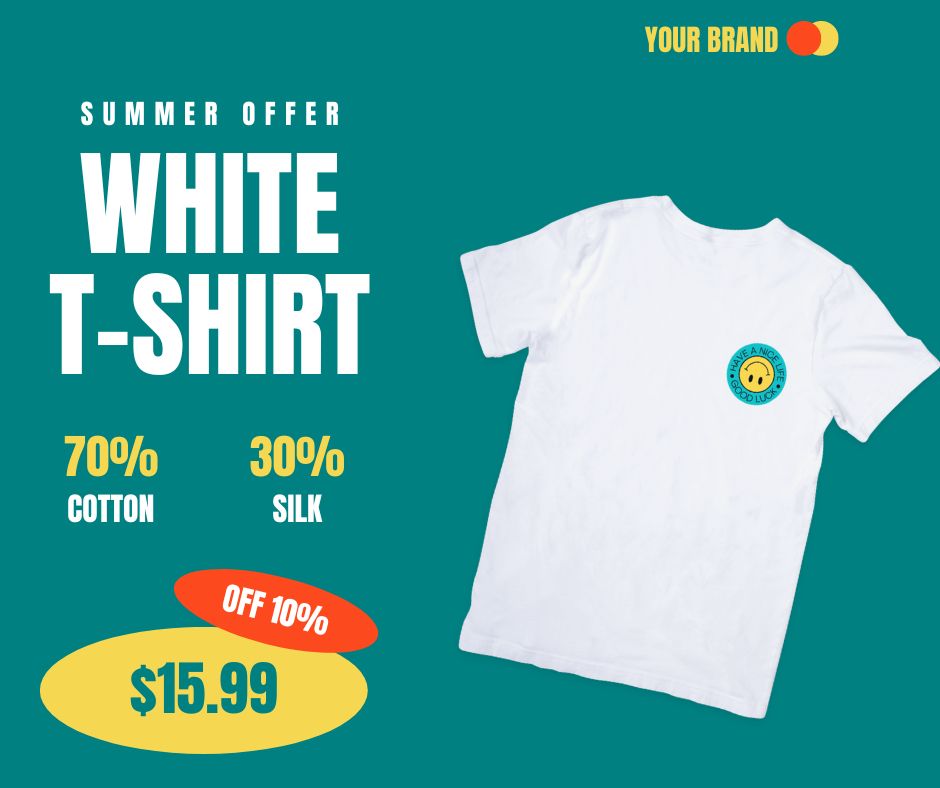 YOUR BRAND
SUMMER OFFER
WHITE
T-SHIRT
70%
COTTON
30%
SILK
OFF 10%
$15.99
HAVE A NICE LIFE
GOOD LUCK